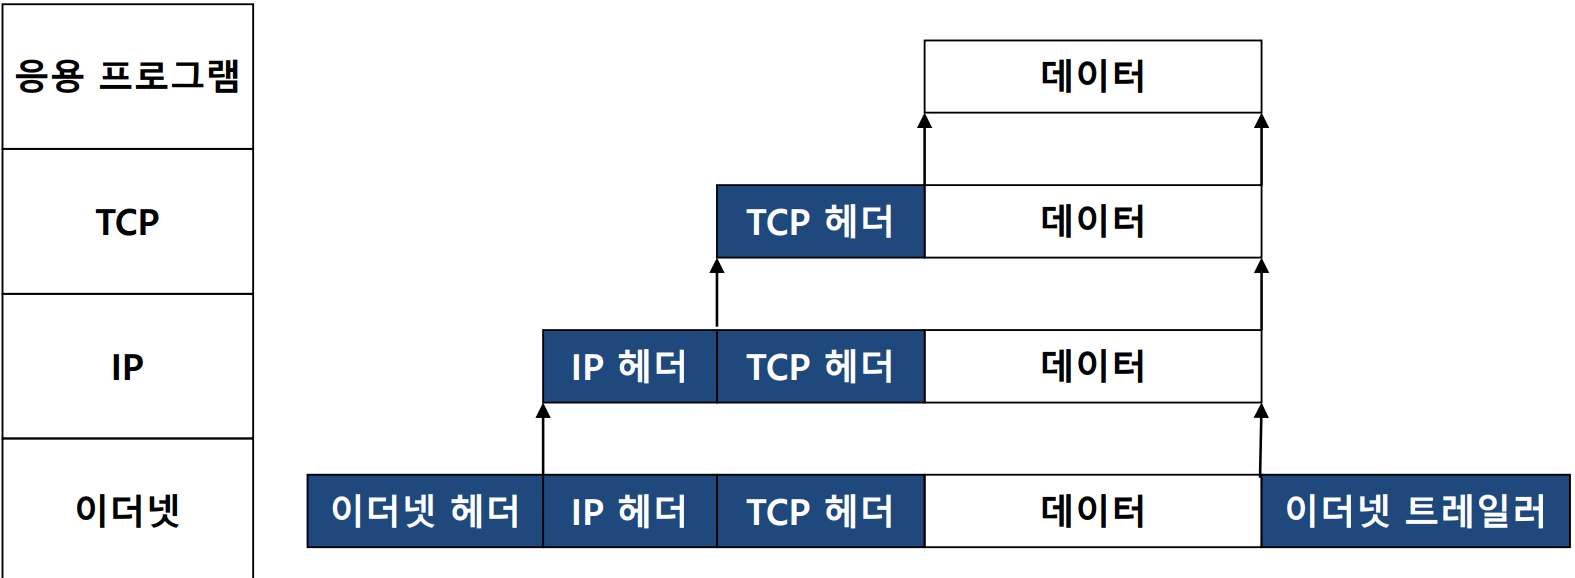 응용 프로그램
데이터
TCP
TCP 헤더
데이터
IP
IP 헤더
TCP 헤더
데이터
이더넷
이더넷 헤더
IP 헤더
TCP 헤더
데이터
이더넷 트레일러